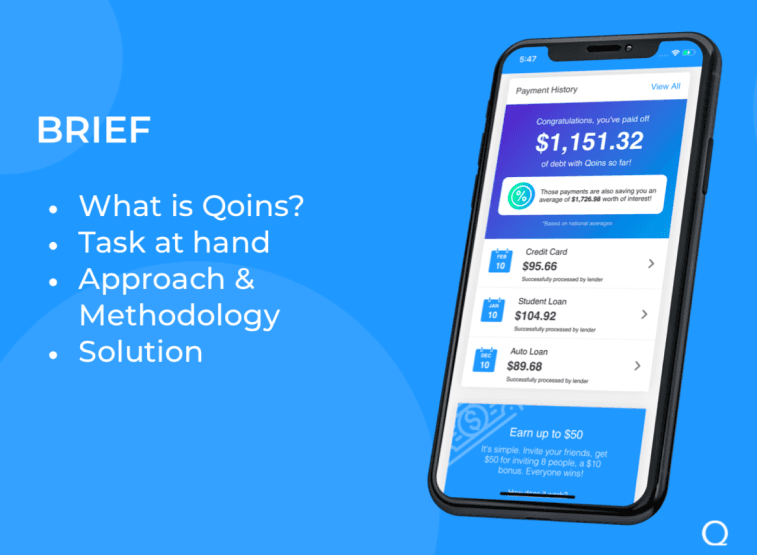 BRIEF
What is Qoins?
Task at hand
Approach &
Methodology
Solution
5:47
Payment History
View All
Congratulations, you've paid off
$1,151.32
of debt with Qoins so far!
%
Those payments are also saving you an
average of $1,726.98 worth of interest!
*Based on national averages
FEB
10
Credit Card
$95.66
Successfully processed by lender
JAN
10
Student Loan
$104.92
Successfully processed by lender
DEC
10
Auto Loan
$89.68
Successfully processed by lender
Earn up to $50
It's simple. Invite your friends, get
$50 for inviting 8 people, a $10
bonus. Everyone wins!
Q